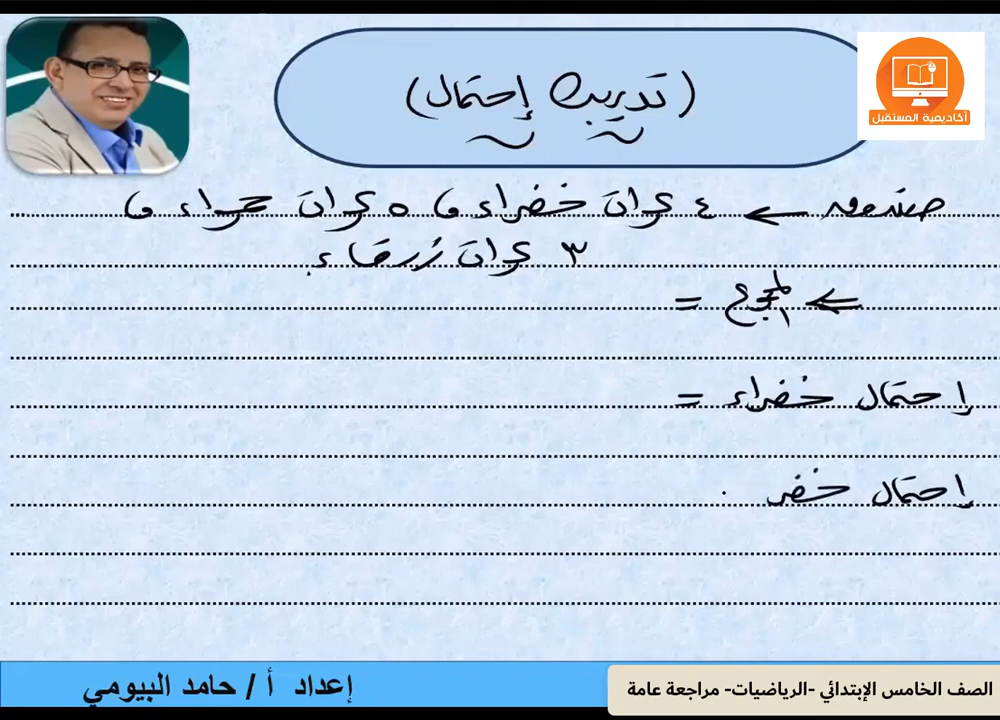 (تدريب إحتمال)
أكاديمية المستقبل
صندوق ← ٤ كرات خضراء و ٥ كرات حمراء و
٣ كرات زرقاء .
← المجموع =
إحتمال خضراء =
إحتمال خضر
إعداد أ / حامد البيومي
الصف الخامس الإبتدائي -الرياضيات- مراجعة عامة